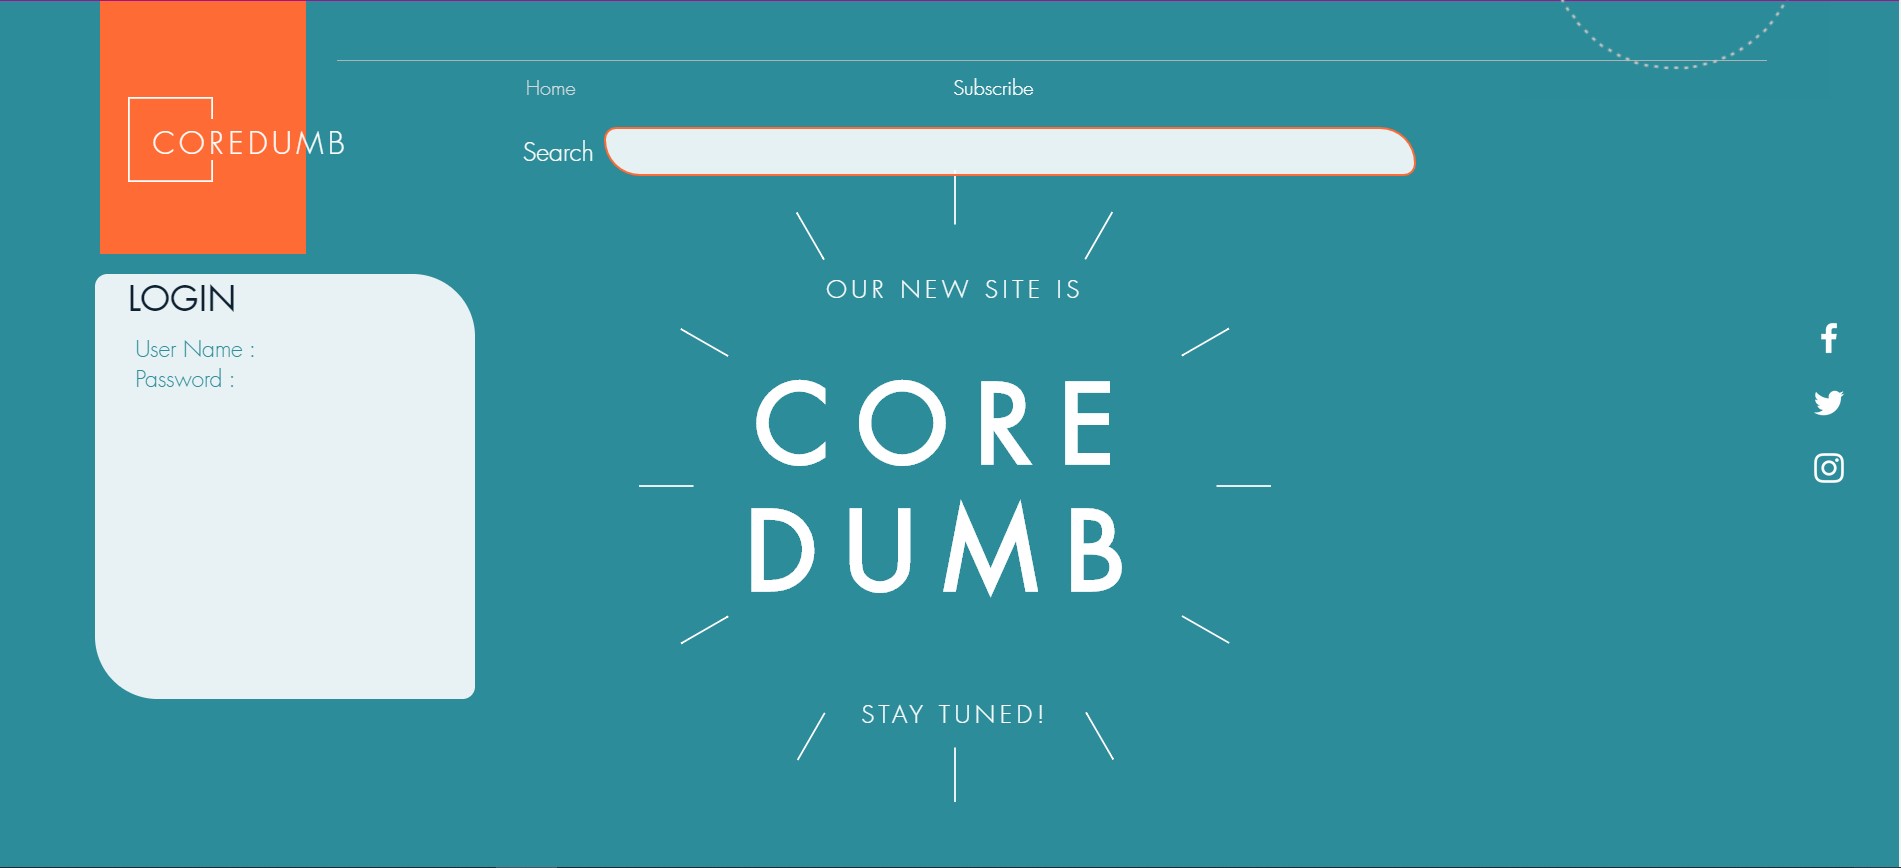 Home
Subscribe
COREDUMB
Search
LOGIN
User Name :
Password :
OUR NEW SITE IS
CORE
DUMB
STAY TUNED!